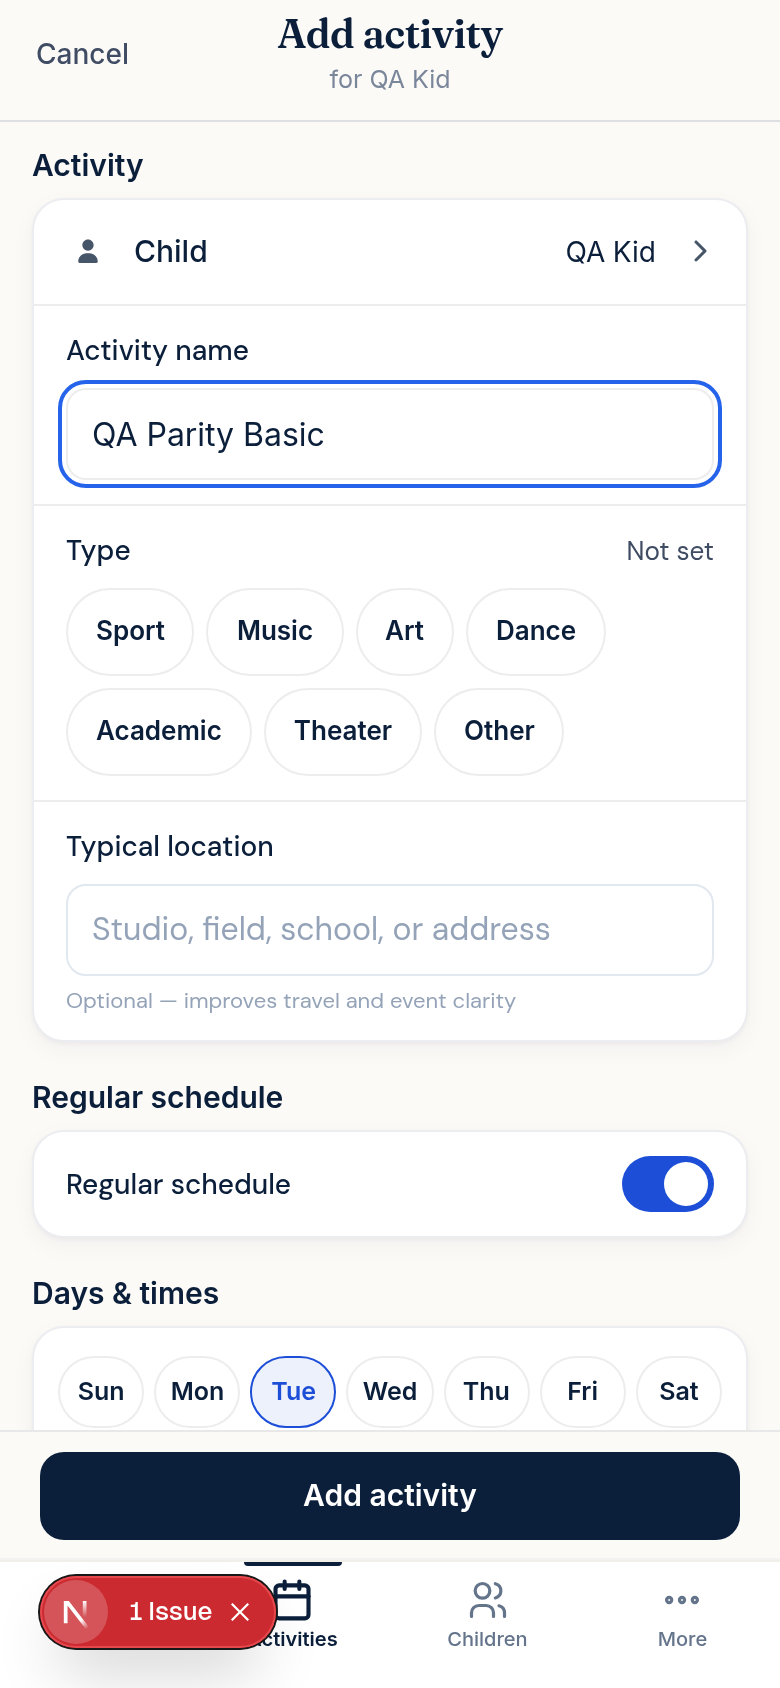 Cancel
Add activity
for QA Kid
Activity
Child
QA Kid
Activity name
QA Parity Basic
Type
Not set
Sport
Music
Art
Dance
Academic
Theater
Other
Typical location
Studio, field, school, or address
Optional — improves travel and event clarity
Regular schedule
Regular schedule
Days & times
Sun
Mon
Tue
Wed
Thu
Fri
Sat
Add activity
N
1 Issue
ctivities
Children
More